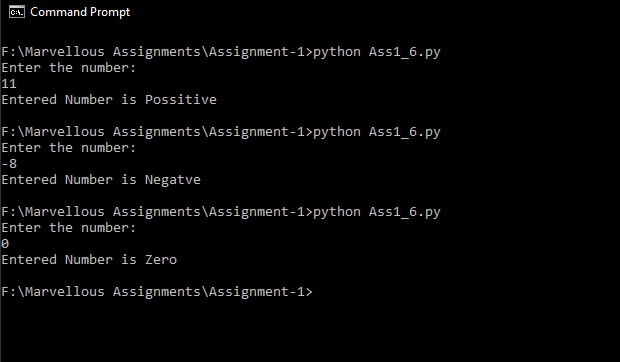 Command Prompt
F:\Marvellous Assignments\Assignment-1>python Ass1_6.py
Enter the number:
11
Entered Number is Possitive
F:\Marvellous Assignments\Assignment-1>python Ass1_6.py
Enter the number:
-8
Entered Number is Negatve
F:\Marvellous Assignments\Assignment-1>python Ass1_6.py
Enter the number:
0
Entered Number is Zero
F:\Marvellous Assignments\Assignment-1>